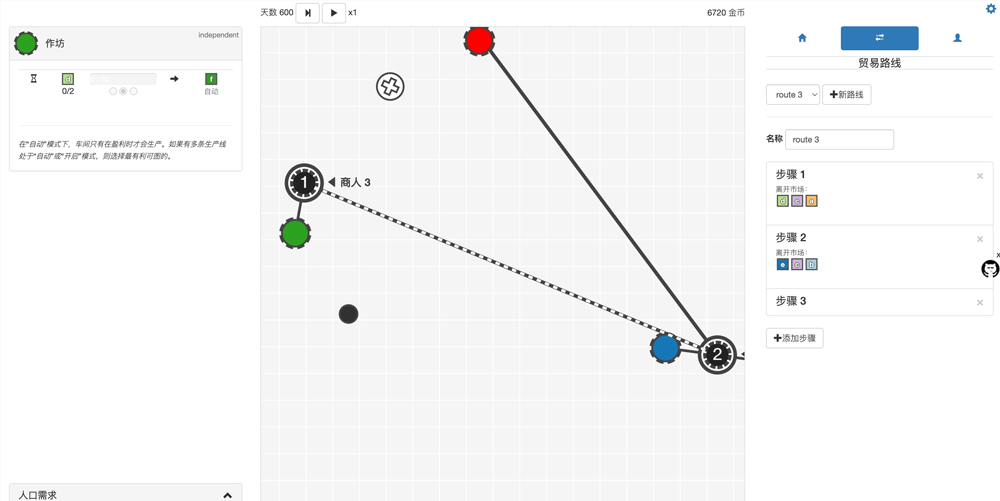 天数 600
x1
6720 金币
作坊
independent
d
f
0/2
自动
在“自动”模式下，车间只有在盈利时才会生产。如果有多条生产线
处于“自动”或“开启”模式，则选择最有利可图的。
人口需求
1
商人 3
2
贸易路线
route 3
新路线
名称
route 3
步骤 1
×
离开市场:
d c a
步骤 2
×
离开市场:
e c b
x
步骤 3
×
添加步骤